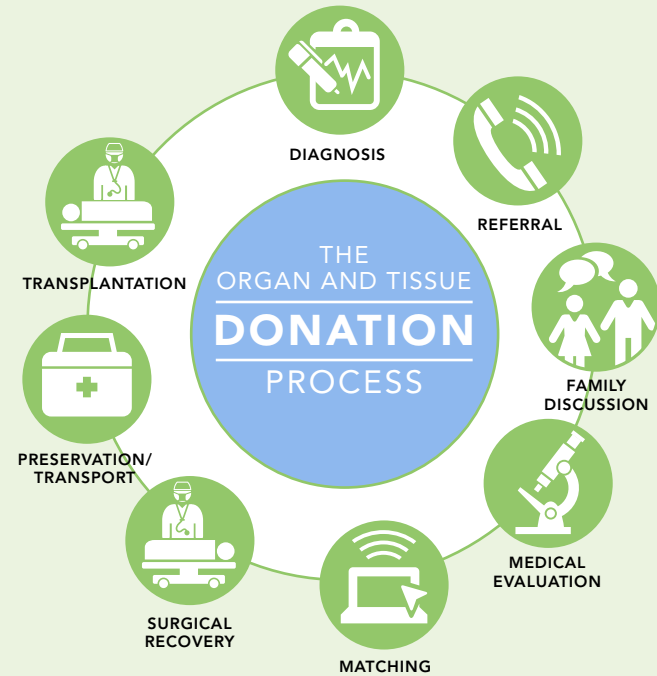 THE
ORGAN AND TISSUE
DONATION
PROCESS
DIAGNOSIS
REFERRAL
FAMILY
DISCUSSION
MEDICAL
EVALUATION
MATCHING
SURGICAL
RECOVERY
PRESERVATION/
TRANSPORT
TRANSPLANTATION